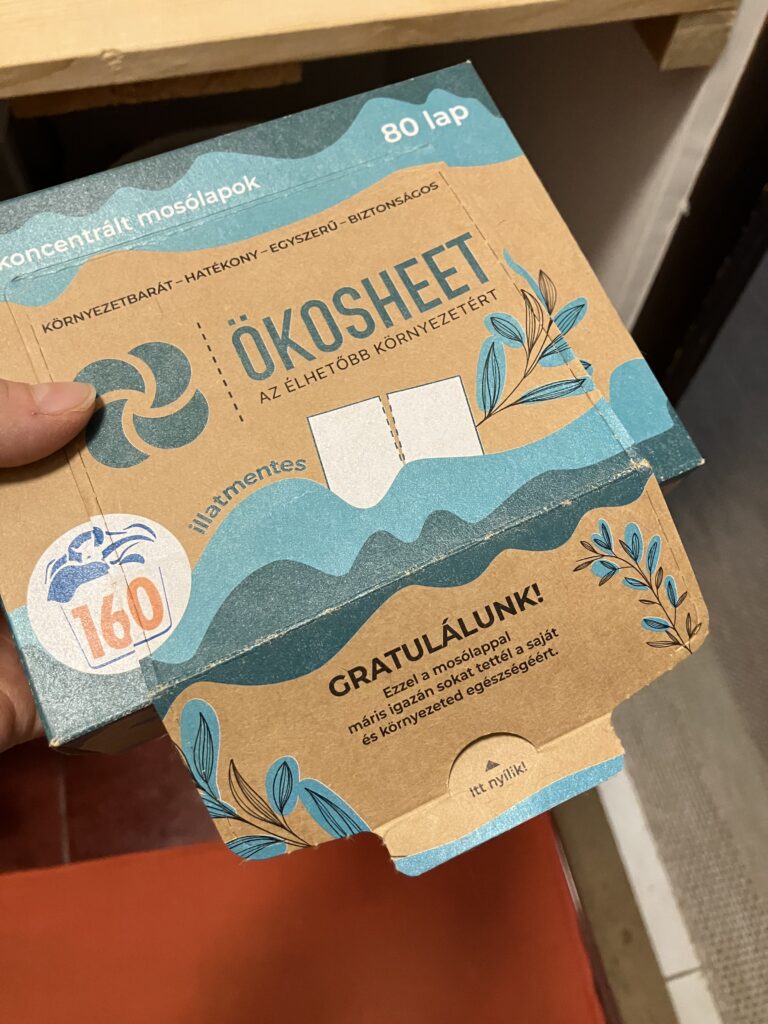 80 lap
koncentrált mosólapok
KÖRNYEZETBARÁT – HATÉKONY – EGYSZERŰ – BIZTONSÁGOS
ÖKOSHEET
AZ ÉLHETŐBB KÖRNYEZETÉRT
illatmentes
160
GRATULÁLUNK!
Ezzel a mosólappal
máris igazán sokat tettél a saját
és környezeted egészségéért.
Itt nyílik!